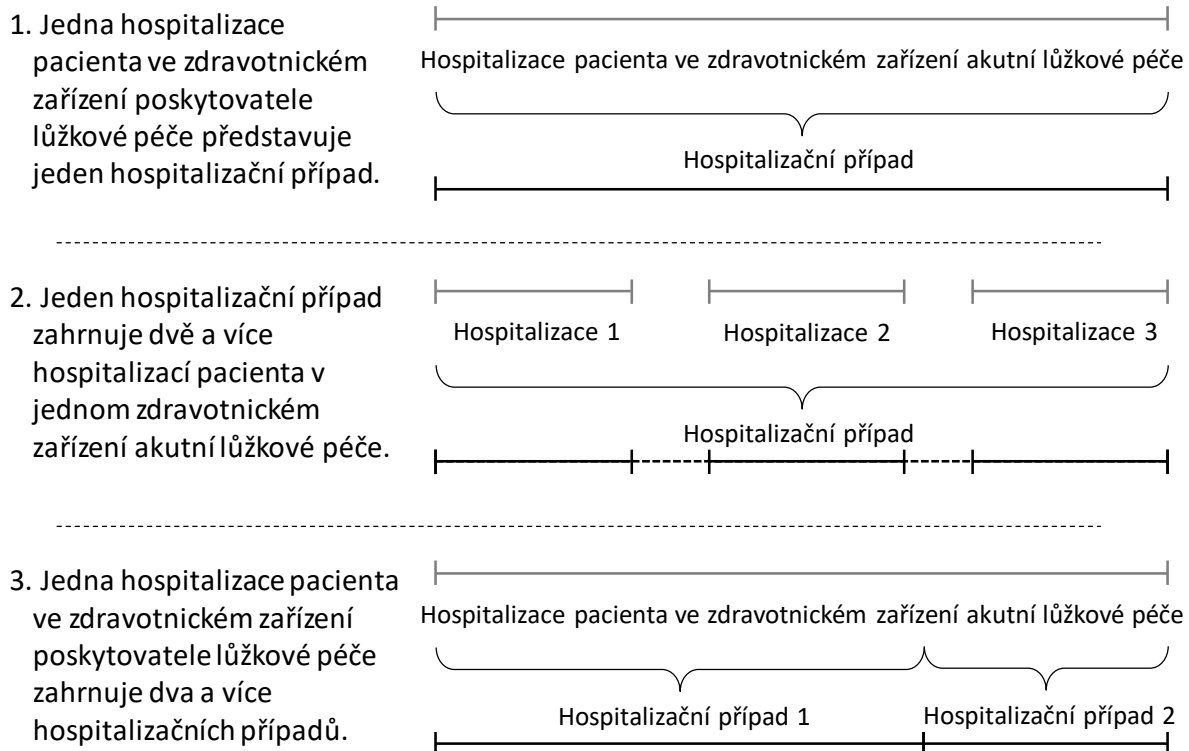 1. Jedna hospitalizace
pacienta ve zdravotnickém
zařízení poskytovatele
lůžkové péče představuje
jeden hospitalizační případ.
Hospitalizace pacienta ve zdravotnickém zařízení akutní lůžkové péče
Hospitalizační případ
2. Jeden hospitalizační případ
zahrnuje dvě a více
hospitalizací pacienta v
jednom zdravotnickém
zařízení akutní lůžkové péče.
Hospitalizace 1 Hospitalizace 2 Hospitalizace 3
Hospitalizační případ
3. Jedna hospitalizace pacienta
ve zdravotnickém zařízení
poskytovatele lůžkové péče
zahrnuje dva a více
hospitalizačních případů.
Hospitalizace pacienta ve zdravotnickém zařízení akutní lůžkové péče
Hospitalizační případ 1 Hospitalizační případ 2